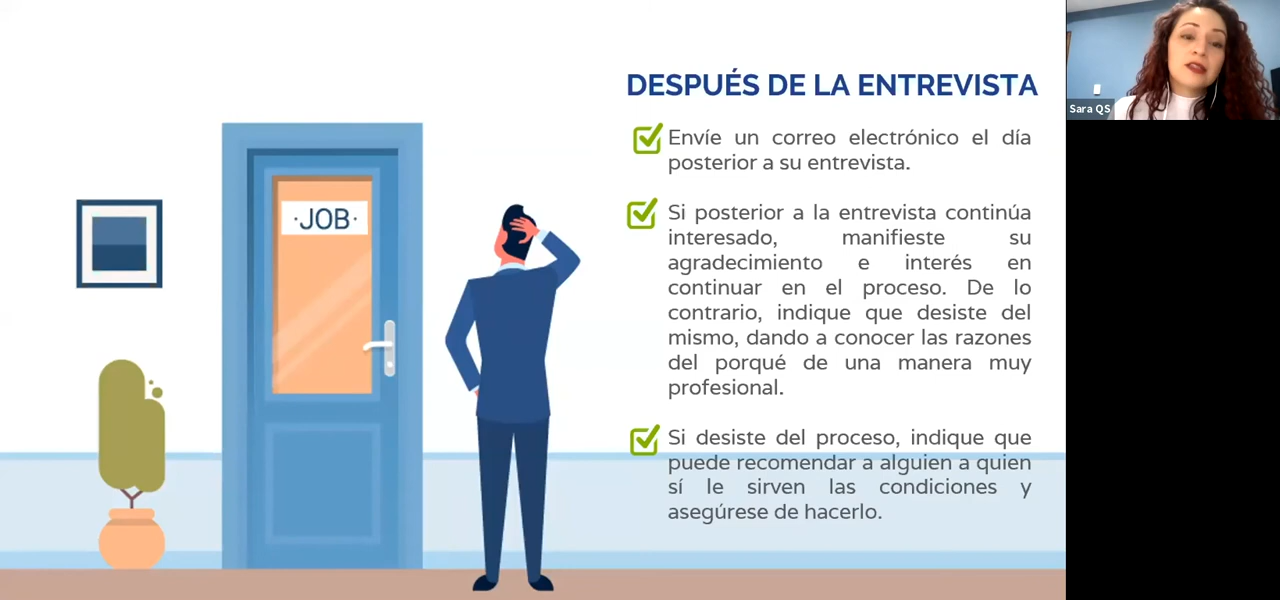 DESPUÉS DE LA ENTREVISTA
Envíe un correo electrónico el día
posterior a su entrevista.
Si posterior a la entrevista continúa
interesado, manifieste su
agradecimiento e interés en
continuar en el proceso. De lo
contrario, indique que desiste del
mismo, dando a conocer las razones
del porqué de una manera muy
profesional.
Si desiste del proceso, indique que
puede recomendar a alguien a quien
sí le sirven las condiciones y
asegúrese de hacerlo.
·JOB·
Sara QS